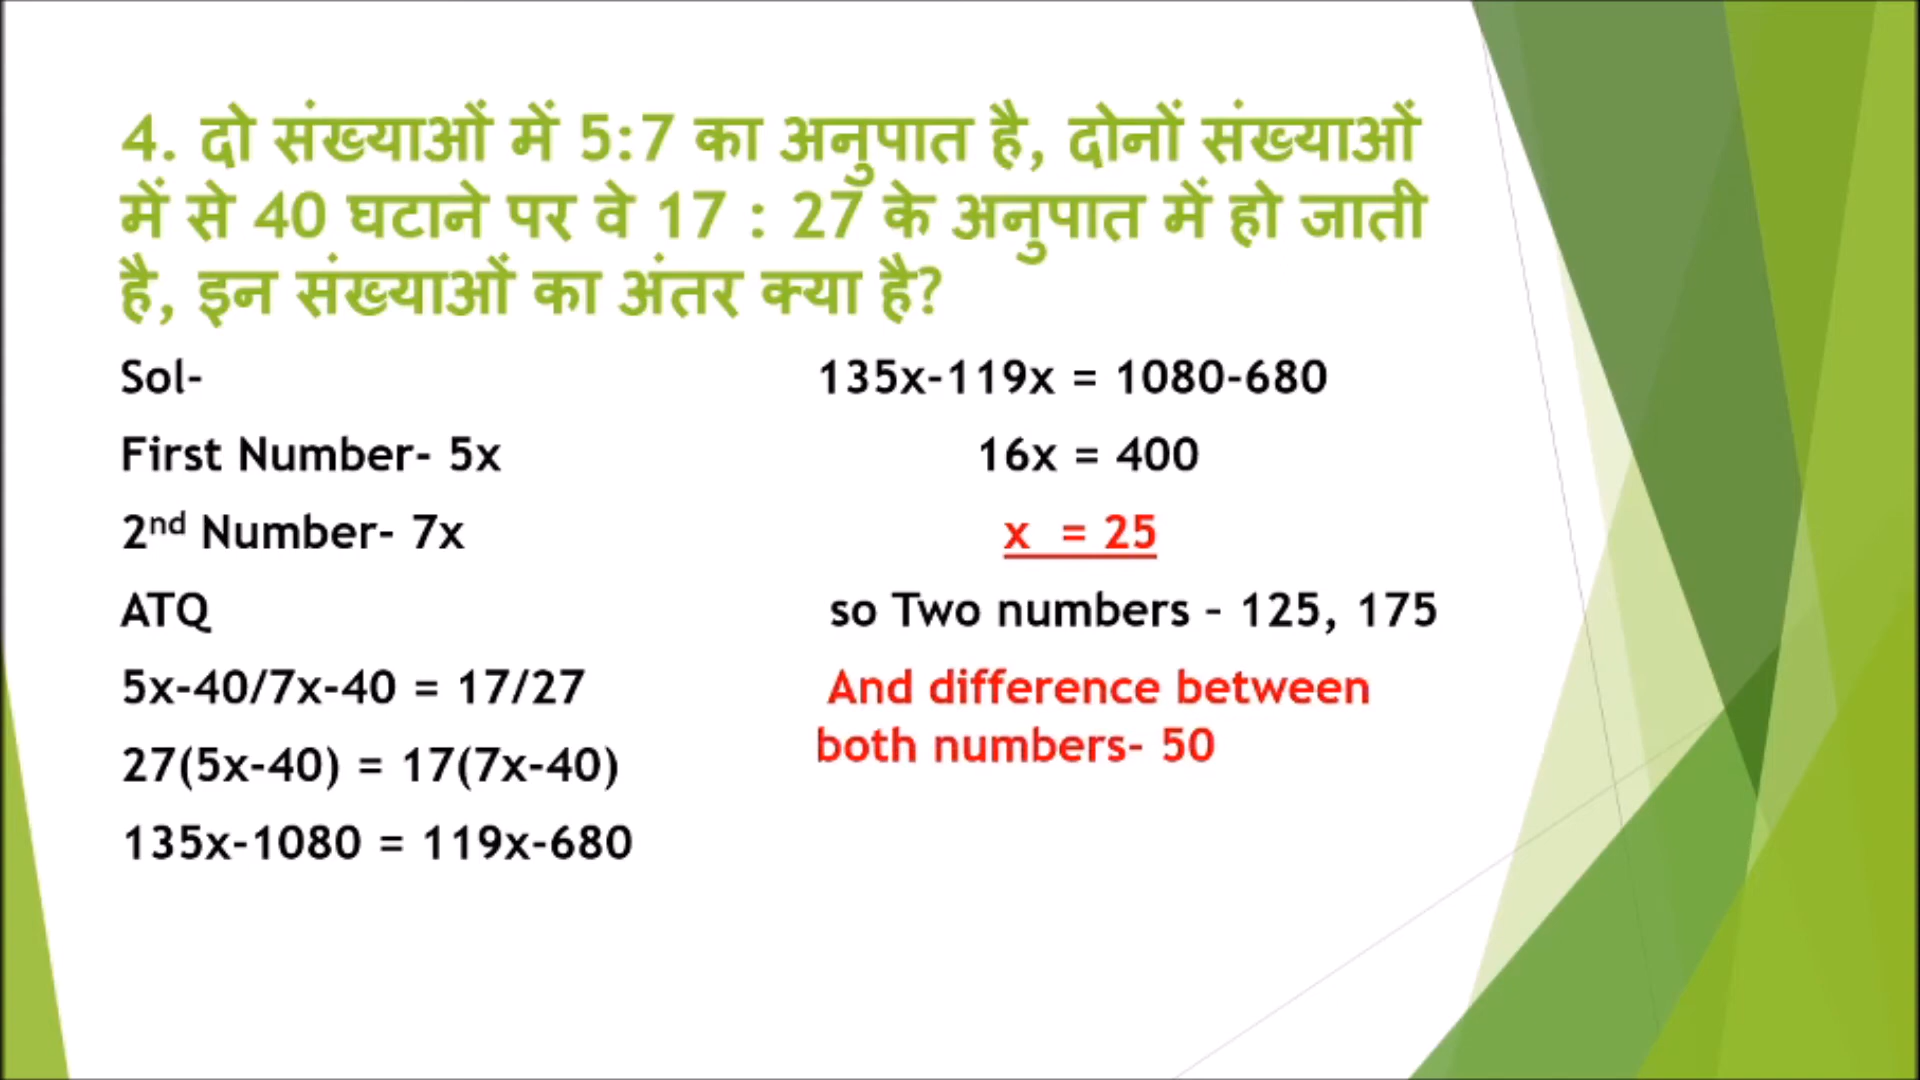 4. दो संख्याओं में 5:7 का अनुपात है, दोनों संख्याओं
में से 40 घटाने पर वे 17 : 27 के अनुपात में हो जाती
है, इन संख्याओं का अंतर क्या है?
Sol-
First Number- 5x
2nd Number- 7x
ATQ
5x-40/7x-40 = 17/27
27(5x-40) = 17(7x-40)
135x-1080 = 119x-680
135x-119x = 1080-680
16x = 400
x = 25
so Two numbers – 125, 175
And difference between
both numbers- 50